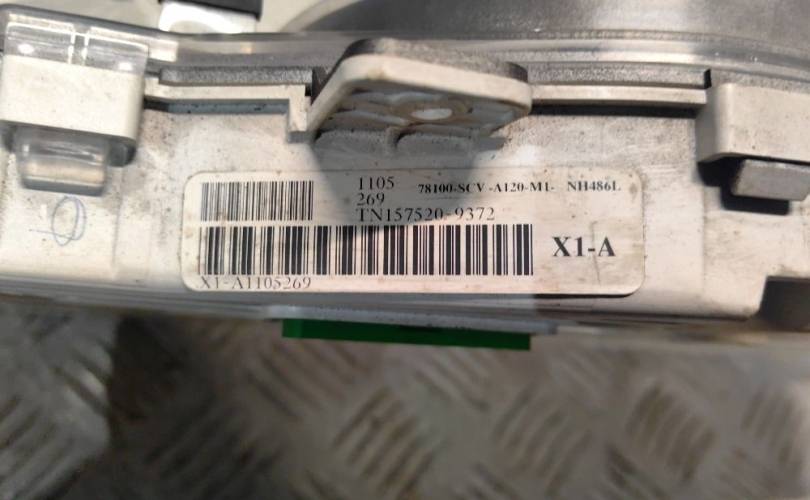 1105 78100-SCV-A120-M1- NH486L
269
TN157520-9372
X1-A
X1-A1105269